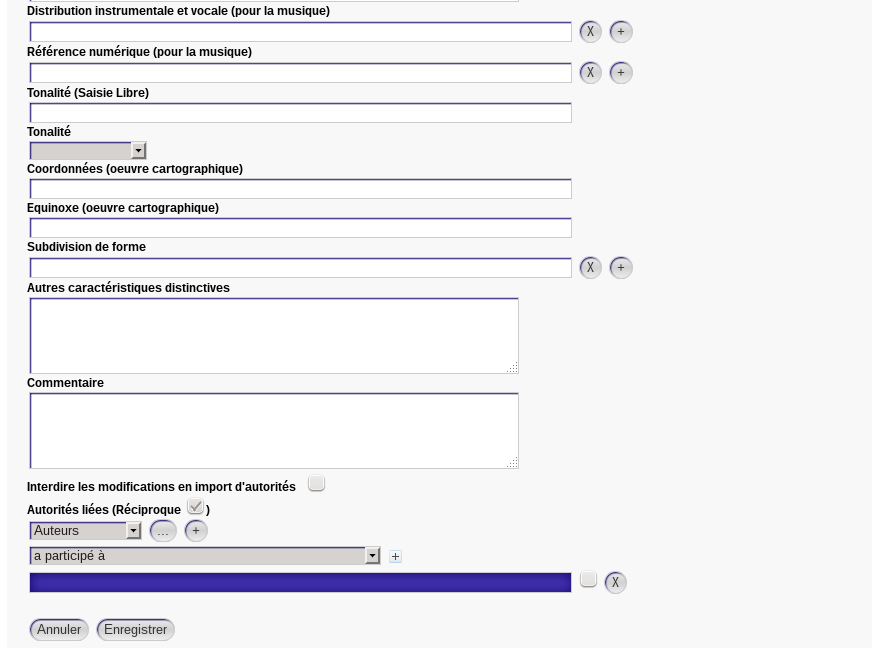 Distribution instrumentale et vocale (pour la musique)
X +
Référence numérique (pour la musique)
X +
Tonalité (Saisie Libre)
Tonalité
Coordonnées (oeuvre cartographique)
Equinoxe (oeuvre cartographique)
Subdivision de forme
X +
Autres caractéristiques distinctives
Commentaire
Interdire les modifications en import d'autorités
Autorités liées (Réciproque )
Auteurs ... +
a participé à +
X
Annuler Enregistrer